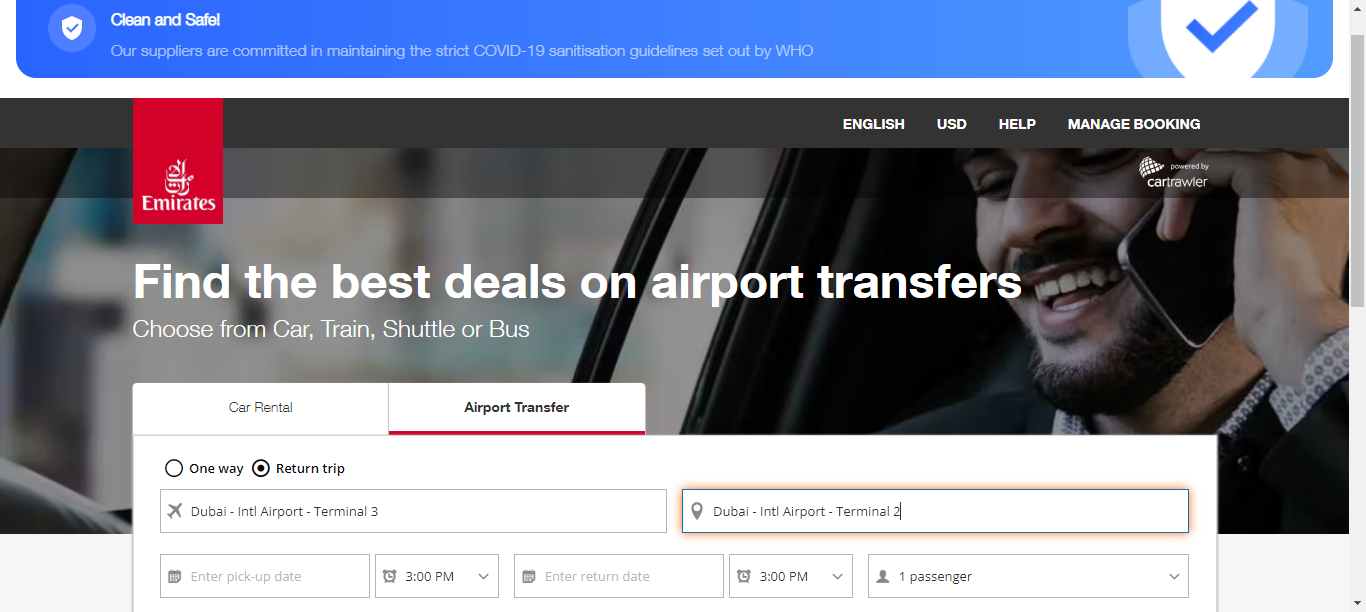 Clean and Safe!
Our suppliers are committed in maintaining the strict COVID-19 sanitisation guidelines set out by WHO
ENGLISH USD HELP MANAGE BOOKING
powered by
cartrawler
Emirates
Find the best deals on airport transfers
Choose from Car, Train, Shuttle or Bus
Car Rental Airport Transfer
One way Return trip
Dubai - Intl Airport - Terminal 3 Dubai - Intl Airport - Terminal 2
Enter pick-up date 3:00 PM Enter return date 3:00 PM 1 passenger